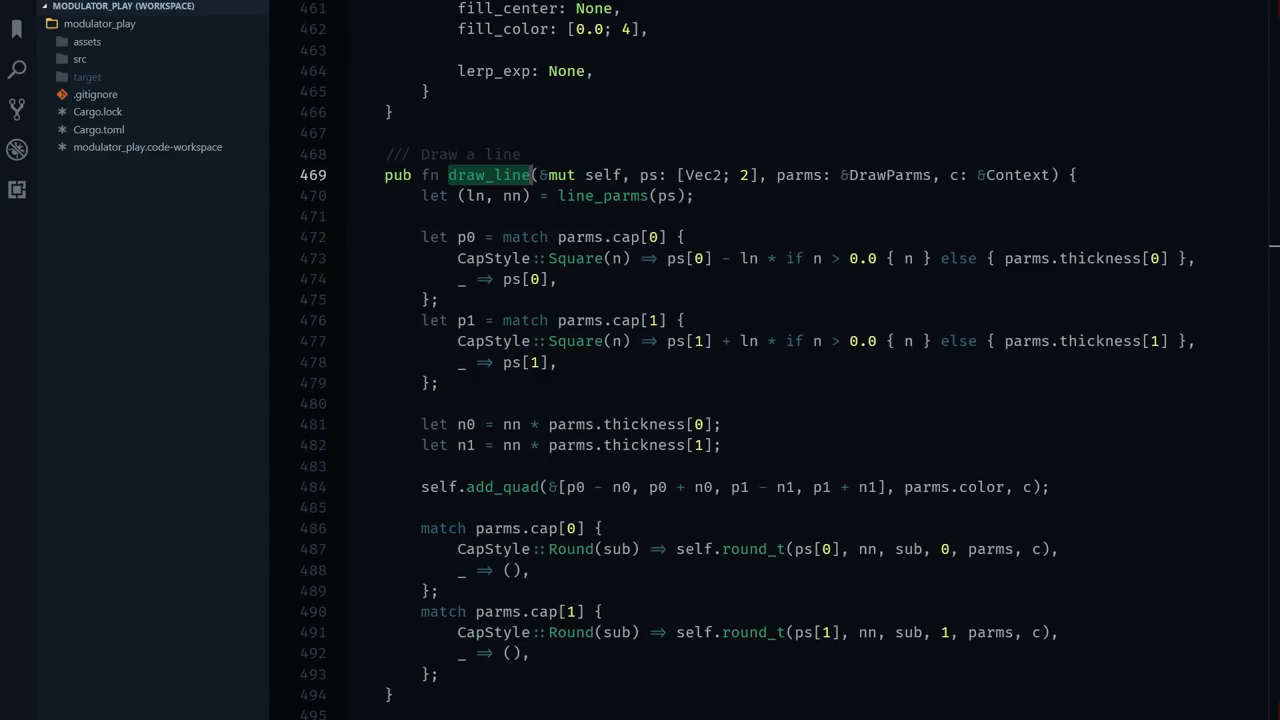 MODULATOR_PLAY (WORKSPACE)
modulator_play
assets
src
target
.gitignore
Cargo.lock
Cargo.toml
modulator_play.code-workspace
461 fill_center: None,
462 fill_color: [0.0; 4],
463
464 lerp_exp: None,
465 }
466 }
467
468 /// Draw a line
469 pub fn draw_line(&mut self, ps: [Vec2; 2], parms: &DrawParms, c: &Context) {
470 let (ln, nn) = line_parms(ps);
471
472 let p0 = match parms.cap[0] {
473 CapStyle::Square(n) => ps[0] - ln * if n > 0.0 { n } else { parms.thickness[0] },
474 _ => ps[0],
475 };
476 let p1 = match parms.cap[1] {
477 CapStyle::Square(n) => ps[1] + ln * if n > 0.0 { n } else { parms.thickness[1] },
478 _ => ps[1],
479 };
480
481 let n0 = nn * parms.thickness[0];
482 let n1 = nn * parms.thickness[1];
483
484 self.add_quad(&[p0 - n0, p0 + n0, p1 - n1, p1 + n1], parms.color, c);
485
486 match parms.cap[0] {
487 CapStyle::Round(sub) => self.round_t(ps[0], nn, sub, 0, parms, c),
488 _ => (),
489 };
490 match parms.cap[1] {
491 CapStyle::Round(sub) => self.round_t(ps[1], nn, sub, 1, parms, c),
492 _ => (),
493 };
494 }
495